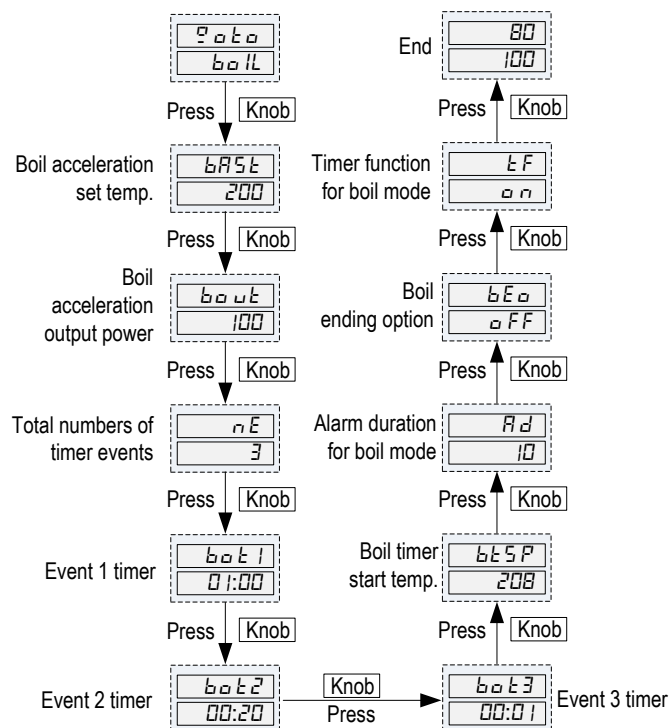 boIL
Press Knob
Boil acceleration
set temp.
bASt
200
Press Knob
Boil
acceleration
output power
bout
100
Press Knob
Total numbers of
timer events
nE
3
Press Knob
Event 1 timer
bot1
01:00
Press Knob
Event 2 timer
bot2
00:20
Knob
Press
bot3
00:01
Event 3 timer
Press Knob
Boil timer
start temp.
btSP
208
Press Knob
Alarm duration
for boil mode
Ad
10
Press Knob
Boil
ending option
bEo
oFF
Press Knob
Timer function
for boil mode
tF
on
Press Knob
End
80
100